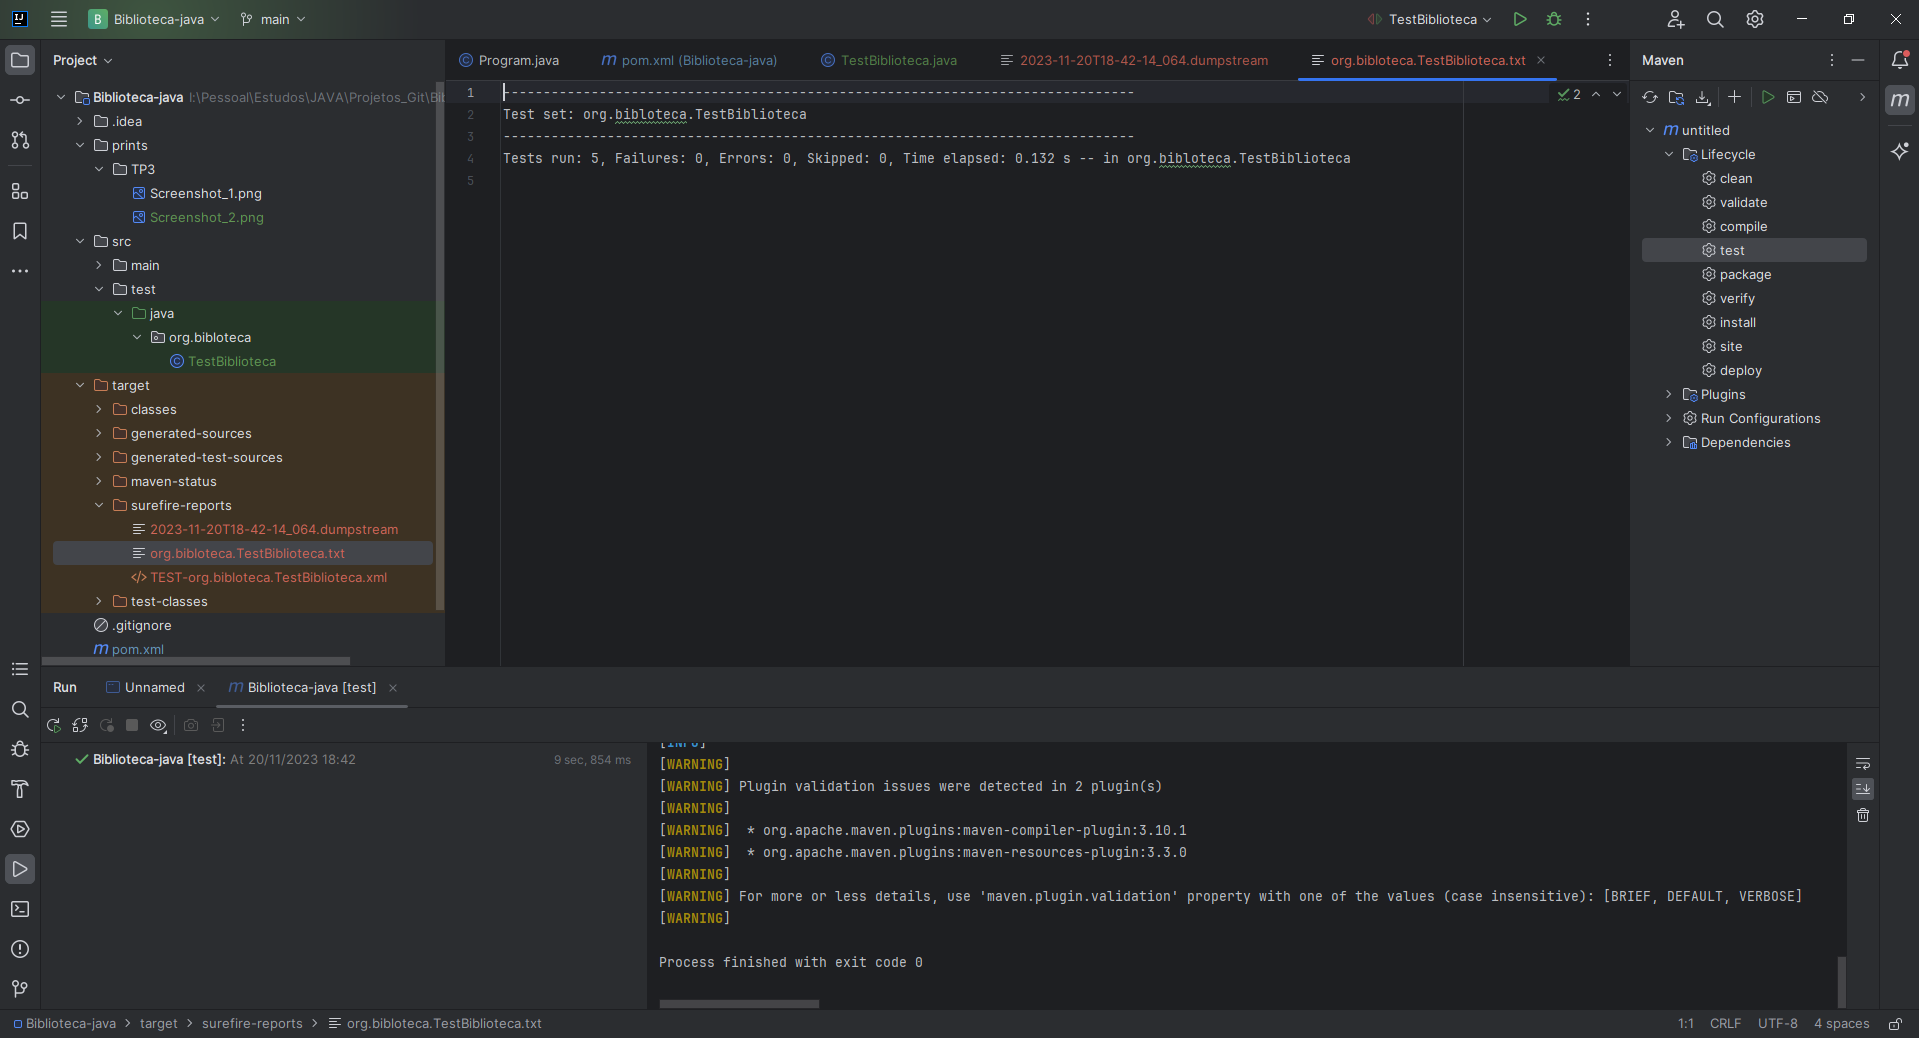 B Biblioteca-java main TestBiblioteca
Project
Program.java pom.xml (Biblioteca-java) TestBiblioteca.java 2023-11-20T18-42-14_064.dumpstream org.bibloteca.TestBiblioteca.txt
Maven
Biblioteca-java I:\Pessoal\Estudos\JAVA\Projetos_Git\Bib
.idea
prints
TP3
Screenshot_1.png
Screenshot_2.png
src
main
test
java
org.bibloteca
TestBiblioteca
target
classes
generated-sources
generated-test-sources
maven-status
surefire-reports
2023-11-20T18-42-14_064.dumpstream
org.bibloteca.TestBiblioteca.txt
TEST-org.bibloteca.TestBiblioteca.xml
test-classes
.gitignore
pom.xml
1 -------------------------------------------------------------------------------
2 Test set: org.bibloteca.TestBiblioteca
3 -------------------------------------------------------------------------------
4 Tests run: 5, Failures: 0, Errors: 0, Skipped: 0, Time elapsed: 0.132 s -- in org.bibloteca.TestBiblioteca
5
2
untitled
Lifecycle
clean
validate
compile
test
package
verify
install
site
deploy
Plugins
Run Configurations
Dependencies
Run Unnamed Biblioteca-java [test]
Biblioteca-java [test]: At 20/11/2023 18:42 9 sec, 854 ms
[INFO]
[WARNING]
[WARNING] Plugin validation issues were detected in 2 plugin(s)
[WARNING]
[WARNING] * org.apache.maven.plugins:maven-compiler-plugin:3.10.1
[WARNING] * org.apache.maven.plugins:maven-resources-plugin:3.3.0
[WARNING]
[WARNING] For more or less details, use 'maven.plugin.validation' property with one of the values (case insensitive): [BRIEF, DEFAULT, VERBOSE]
[WARNING]
Process finished with exit code 0
Biblioteca-java target surefire-reports org.bibloteca.TestBiblioteca.txt 1:1 CRLF UTF-8 4 spaces